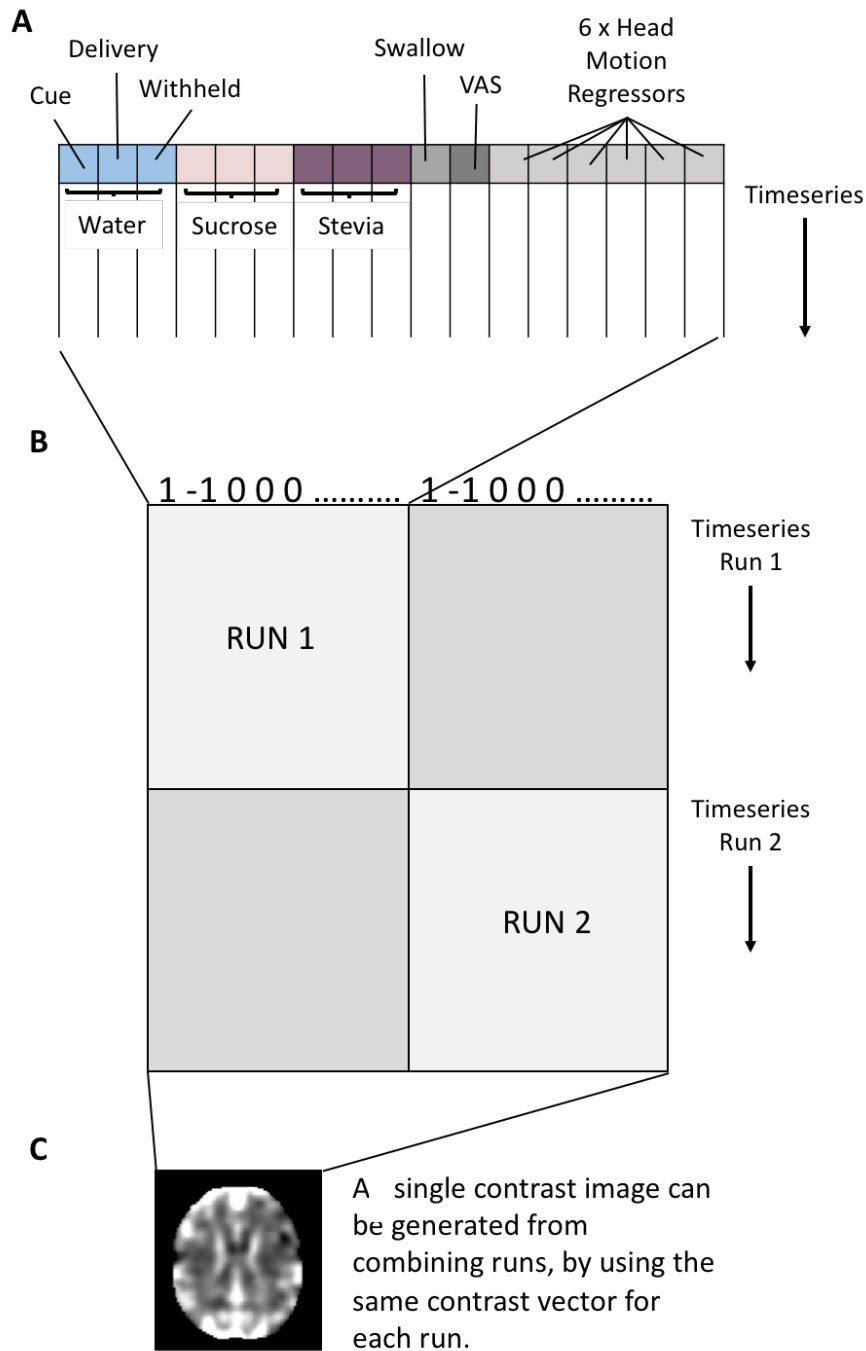 A
Delivery
Cue
Withheld
Swallow
VAS
6 x Head
Motion
Regressors
Water
Sucrose
Stevia
Timeseries
B
1 -1 0 0 0 ..........
1 -1 0 0 0 .........
RUN 1
Timeseries
Run 1
RUN 2
Timeseries
Run 2
C
A single contrast image can
be generated from
combining runs, by using the
same contrast vector for
each run.